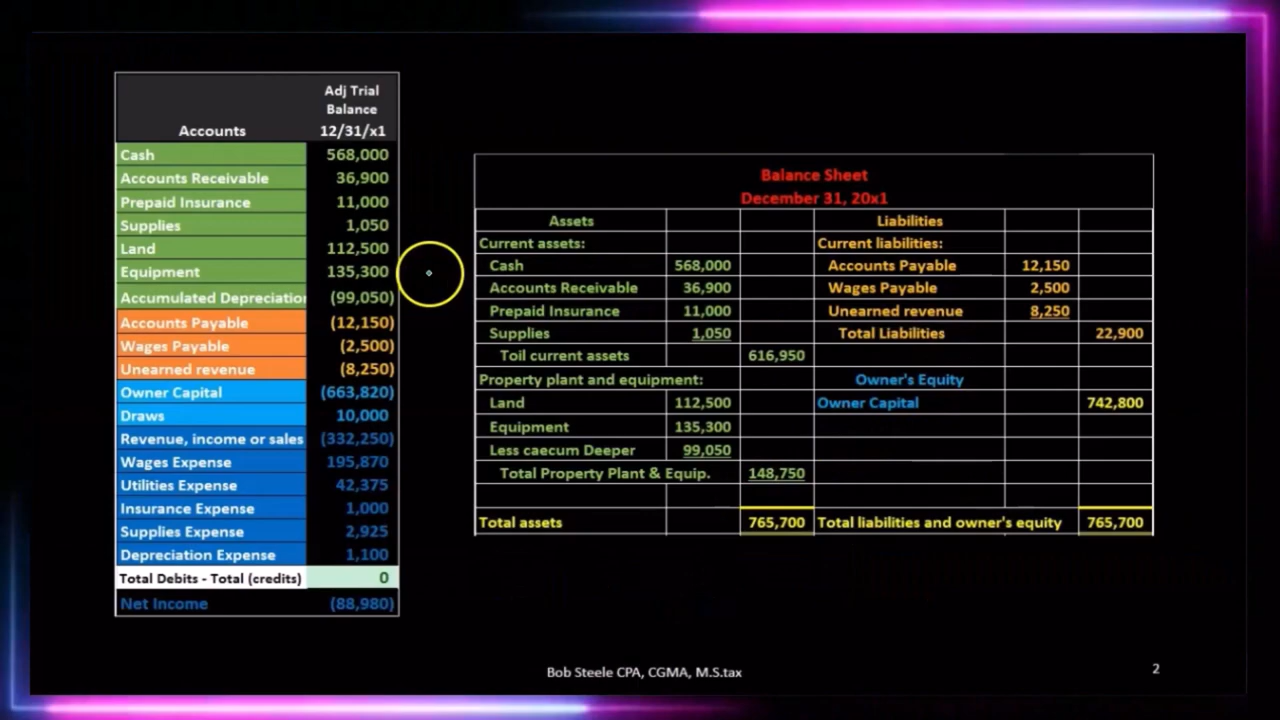 Adj Trial
Balance
Accounts 12/31/x1
Cash 568,000
Accounts Receivable 36,900
Prepaid Insurance 11,000
Supplies 1,050
Land 112,500
Equipment 135,300
Accumulated Depreciation (99,050)
Accounts Payable (12,150)
Wages Payable (2,500)
Unearned revenue (8,250)
Owner Capital (663,820)
Draws 10,000
Revenue, income or sales (332,250)
Wages Expense 195,870
Utilities Expense 42,375
Insurance Expense 1,000
Supplies Expense 2,925
Depreciation Expense 1,100
Total Debits - Total (credits) 0
Net Income (88,980)
Balance Sheet
December 31, 20x1
Assets Liabilities
Current assets: Current liabilities:
Cash 568,000 Accounts Payable 12,150
Accounts Receivable 36,900 Wages Payable 2,500
Prepaid Insurance 11,000 Unearned revenue 8,250
Supplies 1,050 Total Liabilities 22,900
Toil current assets 616,950
Property plant and equipment: Owner's Equity
Land 112,500 Owner Capital 742,800
Equipment 135,300
Less caecum Deeper 99,050
Total Property Plant & Equip. 148,750
Total assets 765,700 Total liabilities and owner's equity 765,700
Bob Steele CPA, CGMA, M.S.tax
2